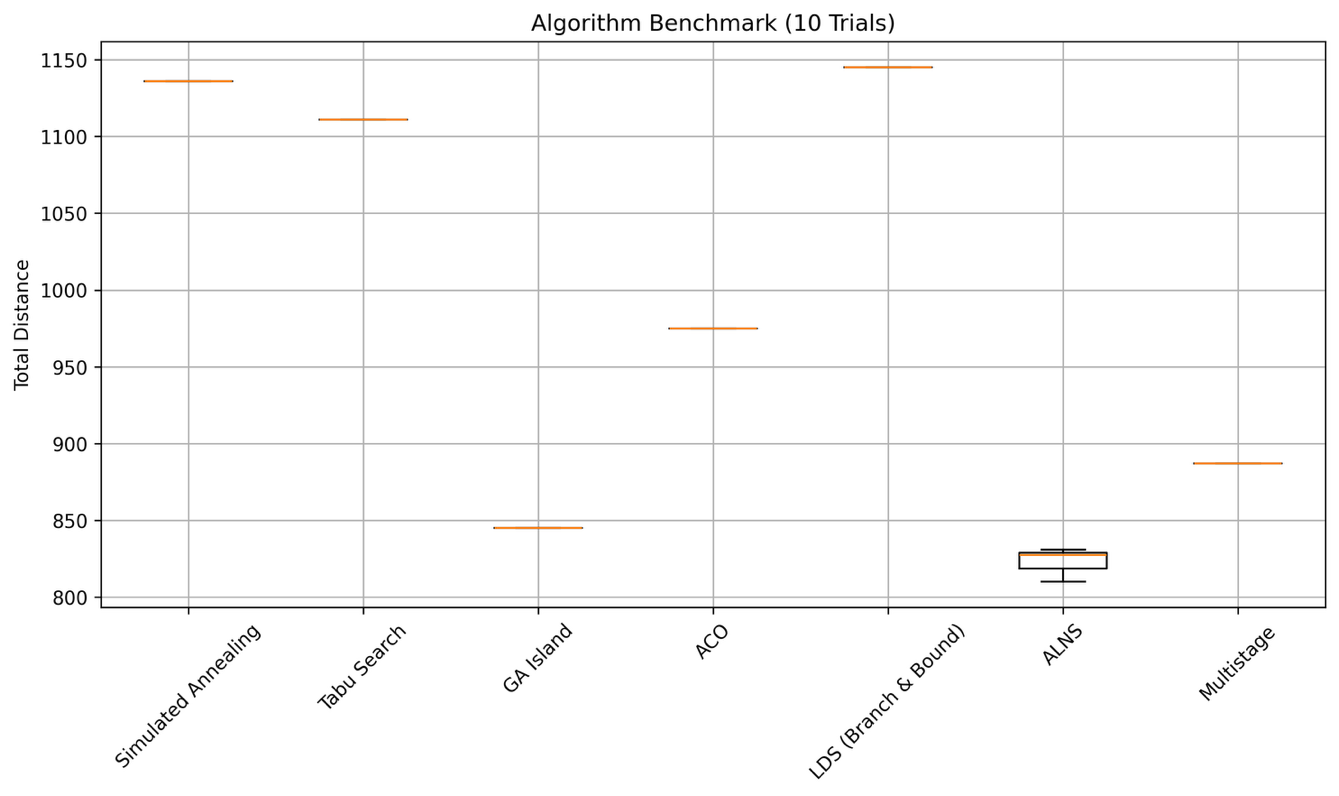 Algorithm Benchmark (10 Trials)
Total Distance
1150
1100
1050
1000
950
900
850
800
Simulated Annealing
Tabu Search
GA Island
ACO
LDS (Branch & Bound)
ALNS
Multistage